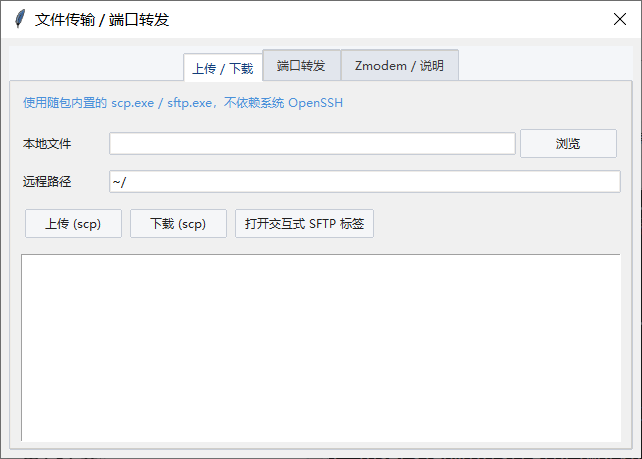 文件传输 / 端口转发
上传 / 下载 端口转发 Zmodem / 说明
使用随包内置的 scp.exe / sftp.exe，不依赖系统 OpenSSH
本地文件 浏览
远程路径 ~/
上传 (scp) 下载 (scp) 打开交互式 SFTP 标签